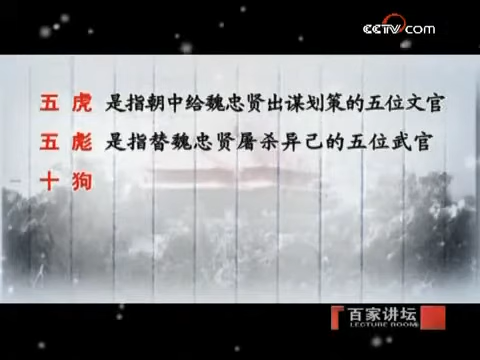 CCTV.com
五虎 是指朝中给魏忠贤出谋划策的五位文官
五彪 是指替魏忠贤屠杀异己的五位武官
十狗
百家讲坛
LECTURE ROOM